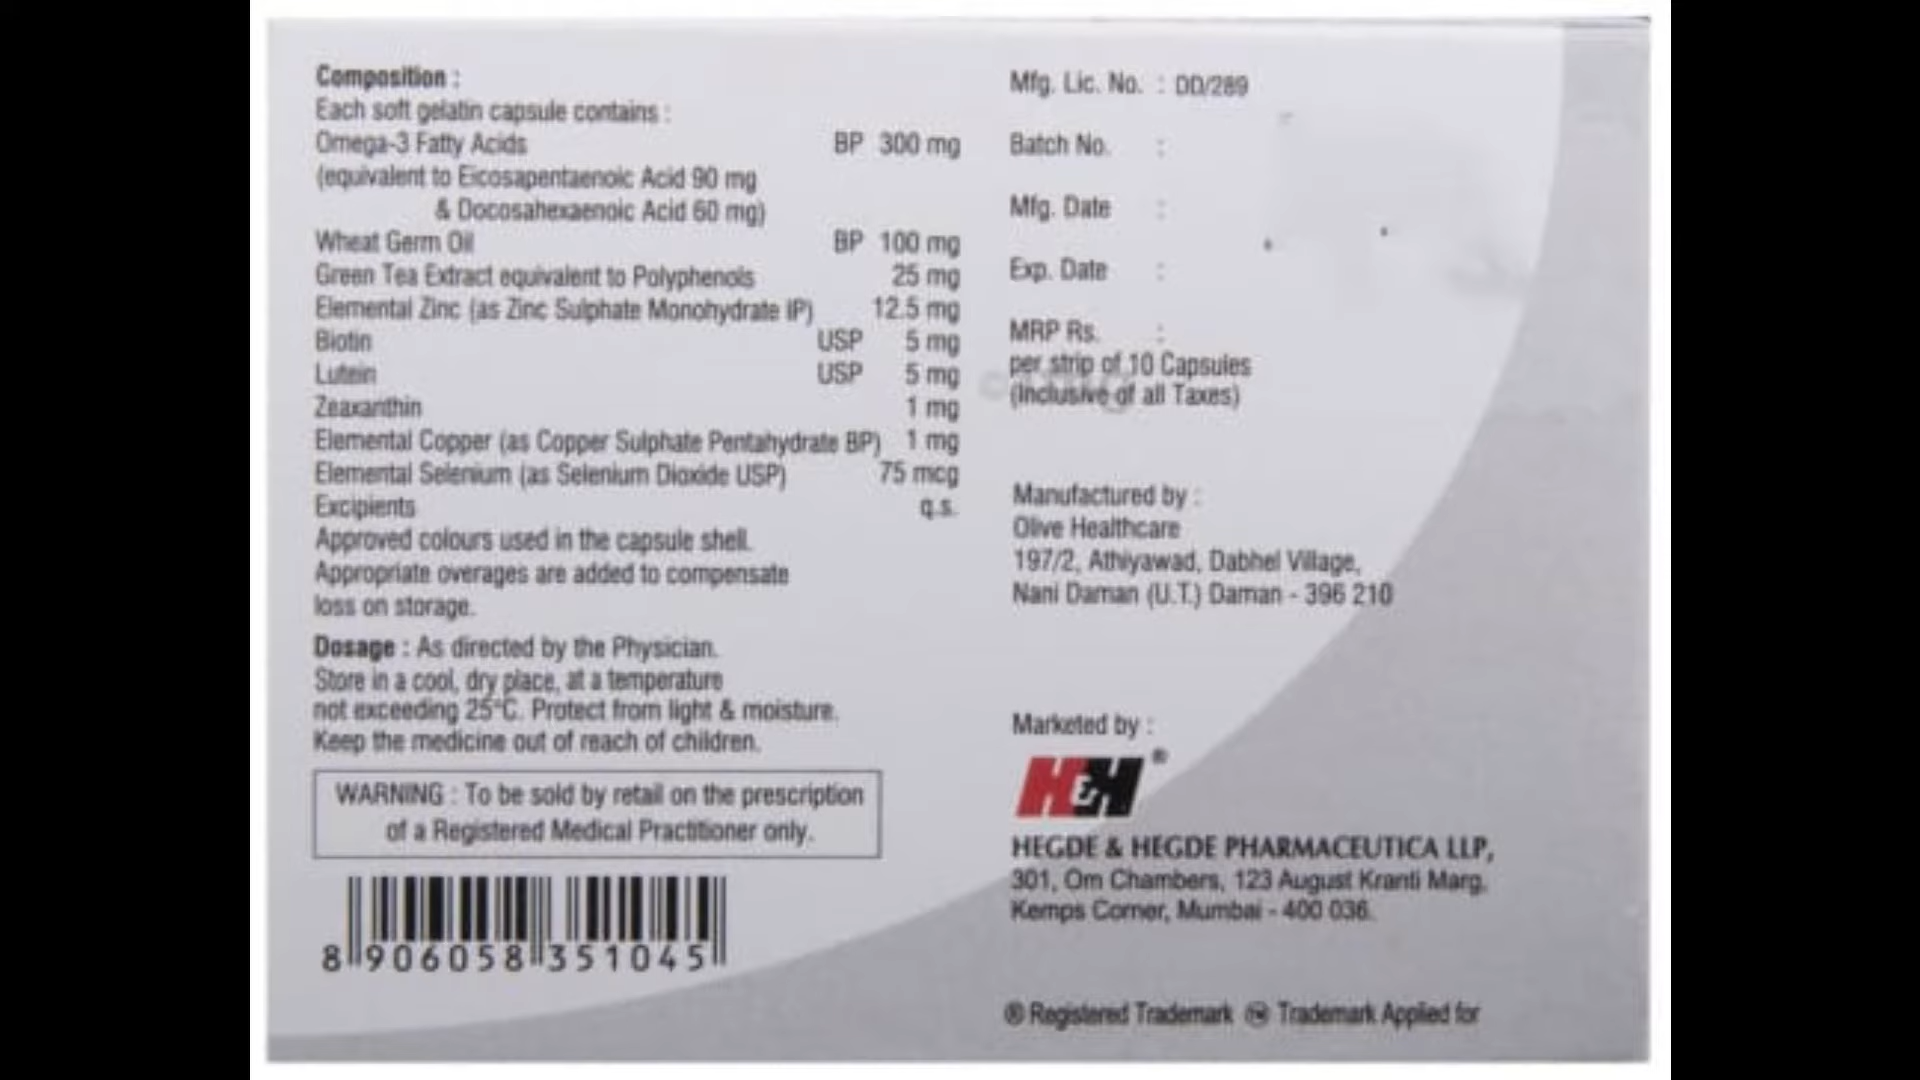 Composition :
Each soft gelatin capsule contains :
Omega-3 Fatty Acids BP 300 mg
(equivalent to Eicosapentaenoic Acid 90 mg
& Docosahexaenoic Acid 60 mg)
Wheat Germ Oil BP 100 mg
Green Tea Extract equivalent to Polyphenols 25 mg
Elemental Zinc (as Zinc Sulphate Monohydrate IP) 12.5 mg
Biotin USP 5 mg
Lutein USP 5 mg
Zeaxanthin 1 mg
Elemental Copper (as Copper Sulphate Pentahydrate BP) 1 mg
Elemental Selenium (as Selenium Dioxide USP) 75 mcg
Excipients q.s.
Approved colours used in the capsule shell.
Appropriate overages are added to compensate
loss on storage.
Dosage : As directed by the Physician.
Store in a cool, dry place, at a temperature
not exceeding 25°C. Protect from light & moisture.
Keep the medicine out of reach of children.
WARNING : To be sold by retail on the prescription
of a Registered Medical Practitioner only.
8 906058 351045
Mfg. Lic. No. : DD/289
Batch No. :
Mfg. Date :
Exp. Date :
MRP Rs. :
per strip of 10 Capsules
(Inclusive of all Taxes)
Manufactured by :
Olive Healthcare
197/2, Athiyawad, Dabhel Village,
Nani Daman (U.T.) Daman - 396 210
Marketed by :
H&H ®
HEGDE & HEGDE PHARMACEUTICA LLP,
301, Om Chambers, 123 August Kranti Marg,
Kemps Corner, Mumbai - 400 036.
® Registered Trademark ™ Trademark Applied for